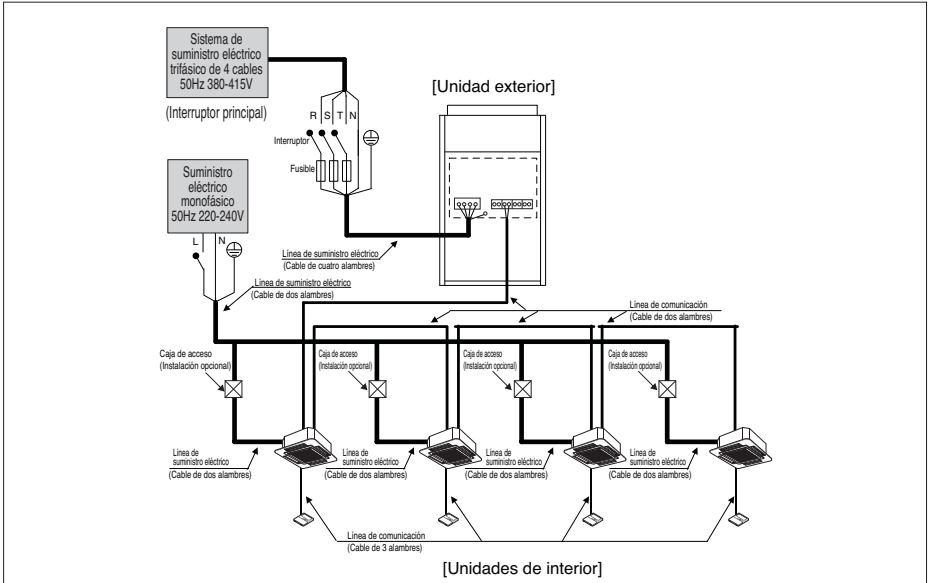 Sistema de
suministro eléctrico
trifásico de 4 cables
50Hz 380-415V
(Interruptor principal)
[Unidad exterior]
R S T N
Interruptor
Fusible
Suministro
eléctrico
monofásico
50Hz 220-240V
L N
Línea de suministro eléctrico
(Cable de cuatro alambres)
Línea de suministro eléctrico
(Cable de dos alambres)
Línea de comunicación
(Cable de dos alambres)
Caja de acceso
(Instalación opcional)
Caja de acceso
(Instalación opcional)
Caja de acceso
(Instalación opcional)
Caja de acceso
(Instalación opcional)
Línea de
suministro eléctrico
(Cable de dos alambres)
Línea de
suministro eléctrico
(Cable de dos alambres)
Línea de
suministro eléctrico
(Cable de dos alambres)
Línea de
suministro eléctrico
(Cable de dos alambres)
Línea de comunicación
(Cable de 3 alambres)
[Unidades de interior]